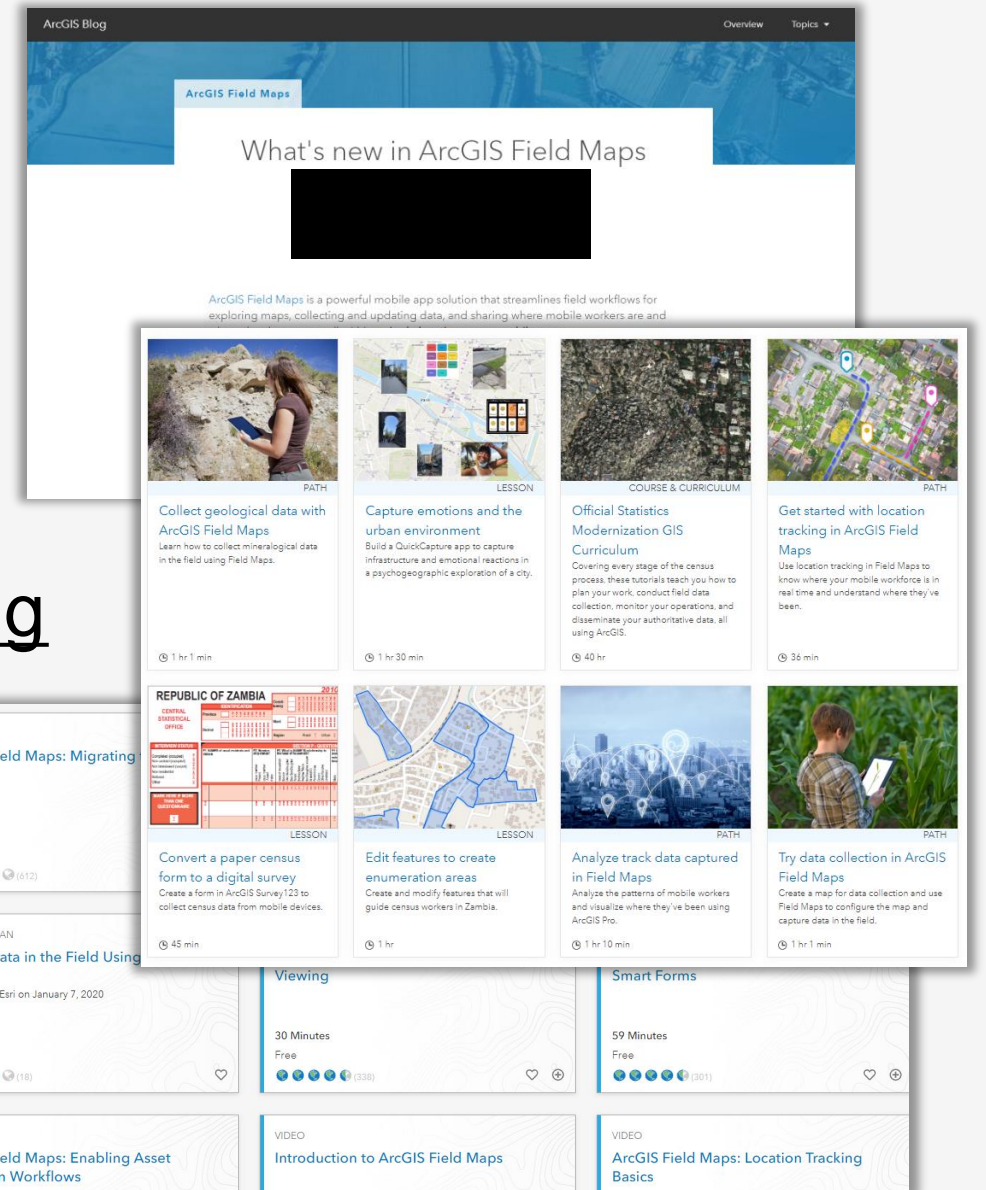 ArcGIS Blog
Overview
Topics
ArcGIS Field Maps
What's new in ArcGIS Field Maps
ArcGIS Field Maps is a powerful mobile app solution that streamlines field workflows for
exploring maps, collecting and updating data, and sharing where mobile workers are and
PATH
Collect geological data with
ArcGIS Field Maps
Learn how to collect mineralogical data
in the field using Field Maps.
1 hr 1 min
LESSON
Capture emotions and the
urban environment
Build a QuickCapture app to capture
infrastructure and emotional reactions in
a psychogeographic exploration of a city.
1 hr 30 min
COURSE & CURRICULUM
Official Statistics
Modernization GIS
Curriculum
Covering every stage of the census
process, these tutorials teach you how to
plan your work, conduct field data
collection, monitor your operations, and
disseminate your authoritative data, all
using ArcGIS.
40 hr
PATH
Get started with location
tracking in ArcGIS Field
Maps
Use location tracking in Field Maps to
know where your mobile workforce is in
real time and understand where they've
been.
36 min
g
REPUBLIC OF ZAMBIA
2010
CENTRAL
STATISTICAL
OFFICE
IDENTIFICATION
LESSON
Convert a paper census
form to a digital survey
Create a form in ArcGIS Survey123 to
collect census data from mobile devices.
45 min
LESSON
Edit features to create
enumeration areas
Create and modify features that will
guide census workers in Zambia.
1 hr
PATH
Analyze track data captured
in Field Maps
Analyze the patterns of mobile workers
and visualize where they've been using
ArcGIS Pro.
1 hr 10 min
PATH
Try data collection in ArcGIS
Field Maps
Create a map for data collection and use
Field Maps to configure the map and
capture data in the field.
1 hr 1 min
eld Maps: Migrating
(612)
AN
ata in the Field Using
Esri on January 7, 2020
(18)
Viewing
30 Minutes
Free
(338)
Smart Forms
59 Minutes
Free
(301)
eld Maps: Enabling Asset
n Workflows
VIDEO
Introduction to ArcGIS Field Maps
VIDEO
ArcGIS Field Maps: Location Tracking
Basics